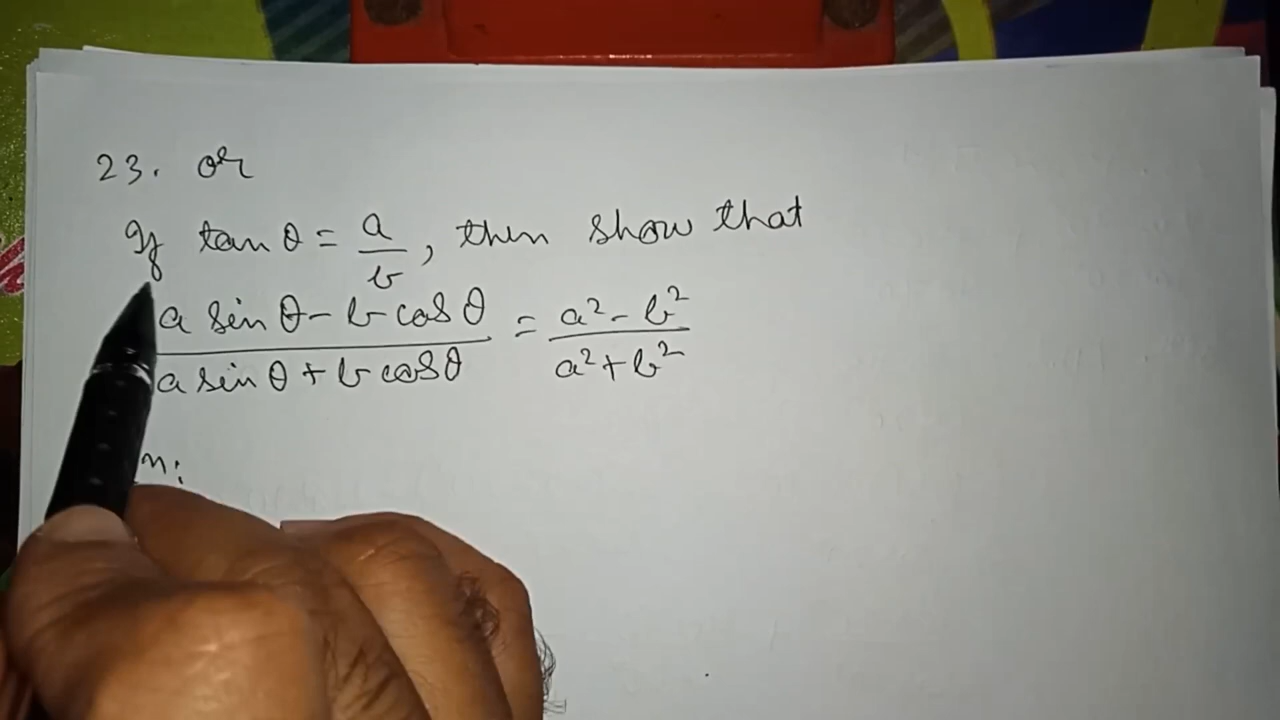 23. or
If tan θ = a/b, then show that
a sin θ - b cos θ / a sin θ + b cos θ = a² - b² / a² + b²
n: